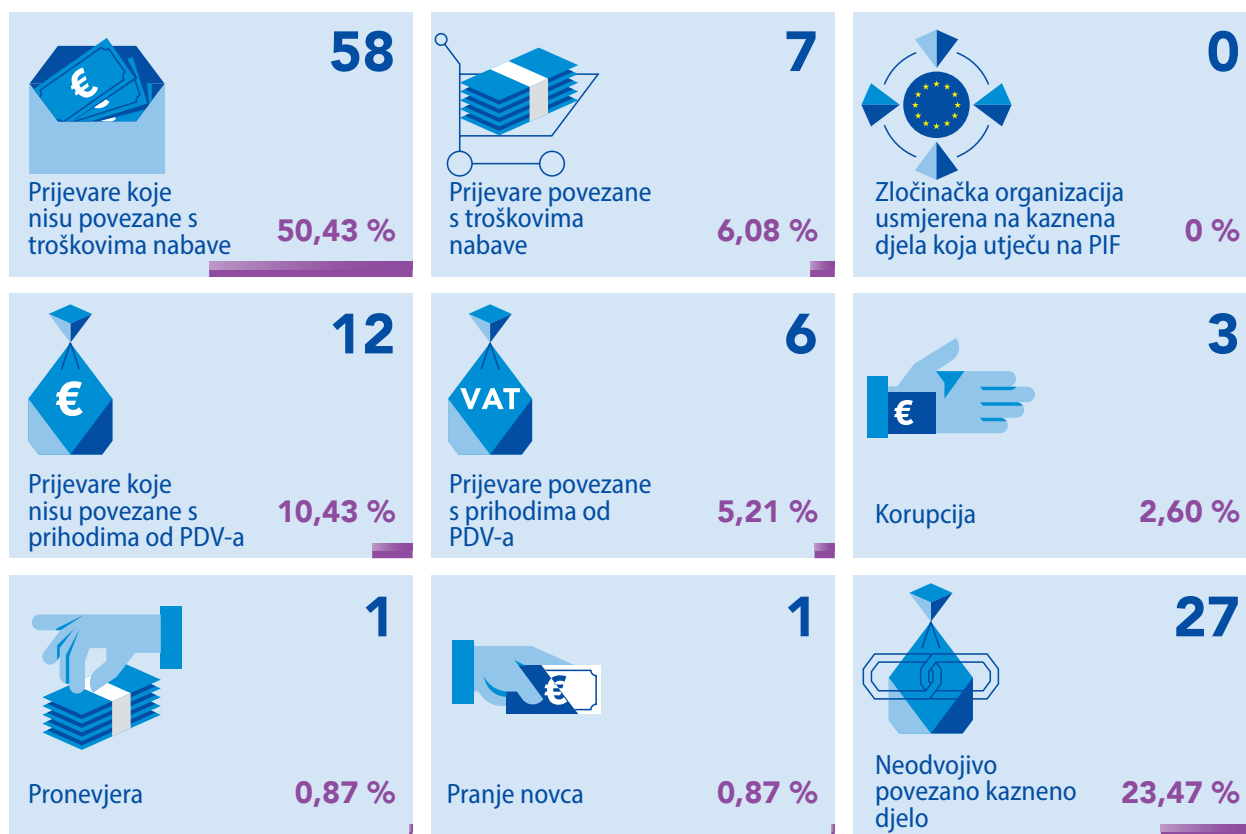 58
€
Prijevare koje
nisu povezane s
troškovima nabave
50,43 %
7
Prijevare povezane
s troškovima
nabave
6,08 %
0
Zločinačka organizacija
usmjerena na kaznena
djela koja utječu na PIF
0 %
12
€
Prijevare koje
nisu povezane s
prihodima od PDV-a
10,43 %
6
VAT
Prijevare povezane
s prihodima od
PDV-a
5,21 %
3
€
Korupcija
2,60 %
1
Pronevjera
0,87 %
1
€
Pranje novca
0,87 %
27
Neodvojivo
povezano kazneno
djelo
23,47 %